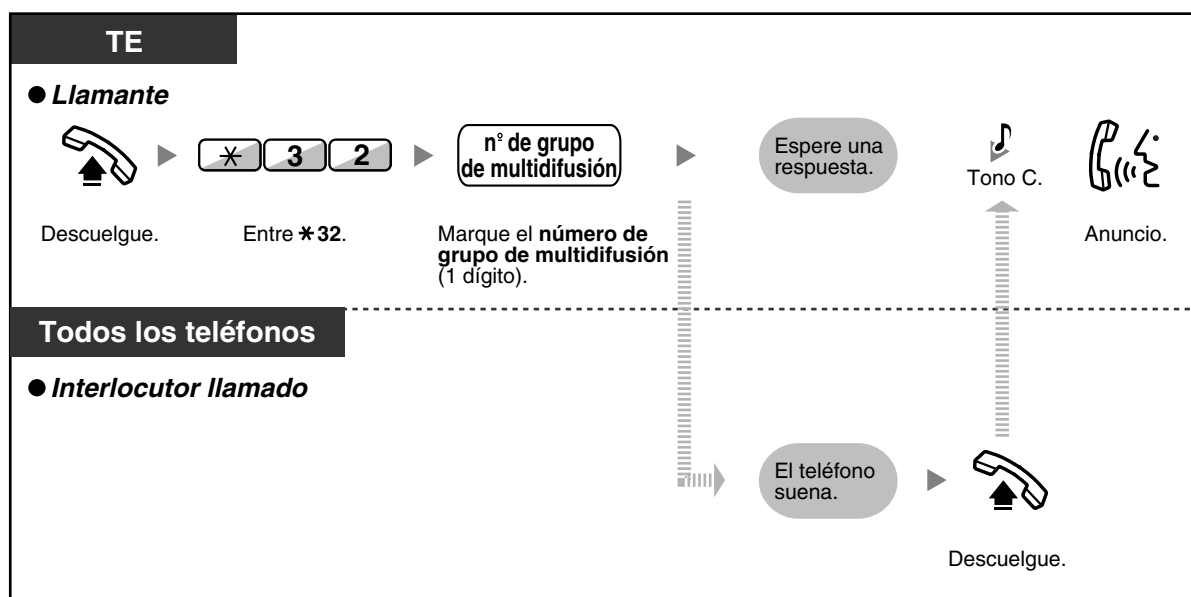 TE
● Llamante
✳ 3 2
nº de grupo
de multidifusión
Espere una
respuesta.
Tono C.
Descuelgue.
Entre ✳32.
Marque el número de
grupo de multidifusión
(1 dígito).
Anuncio.
Todos los teléfonos
● Interlocutor llamado
El teléfono
suena.
Descuelgue.